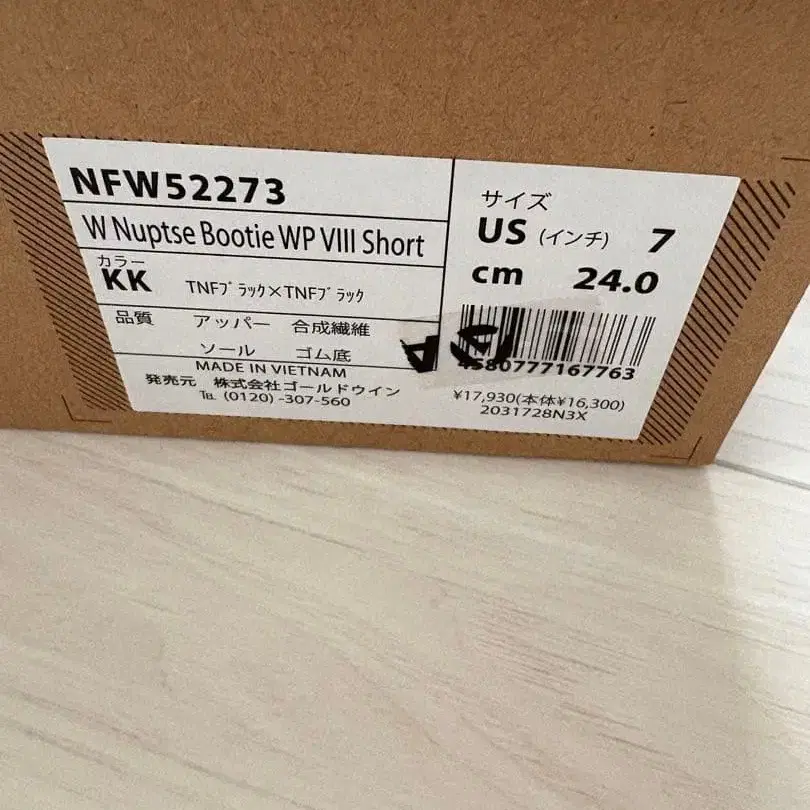 NFW52273
W Nuptse Bootie WP VIII Short
カラー
KK TNFﾌﾞﾗｯｸ×TNFﾌﾞﾗｯｸ
品質 アッパー 合成繊維
ソール ゴム底
MADE IN VIETNAM
発売元 株式会社ゴールドウイン
℡ (0120) -307-560
サイズ
US (インチ) 7
cm 24.0
4580777167763
¥17,930(本体¥16,300)
2031728N3X